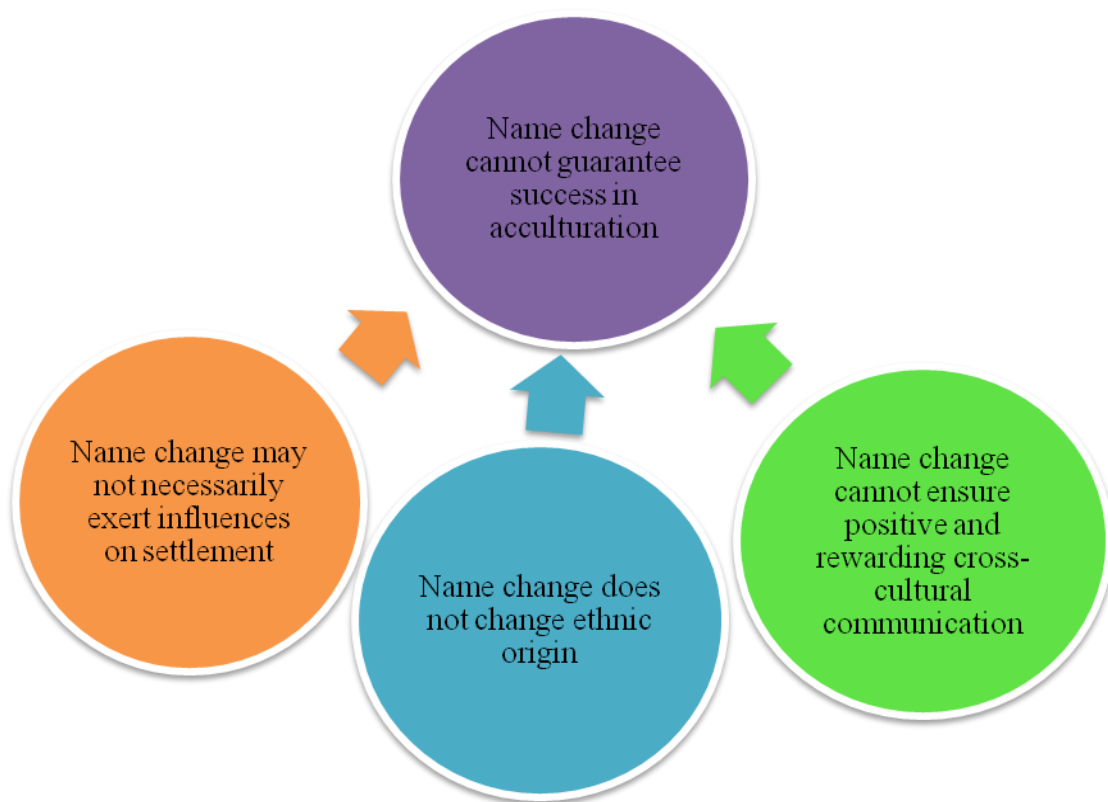 Name change
cannot guarantee
success in
acculturation
Name change may
not necessarily
exert influences
on settlement
Name change does
not change ethnic
origin
Name change
cannot ensure
positive and
rewarding cross-
cultural
communication